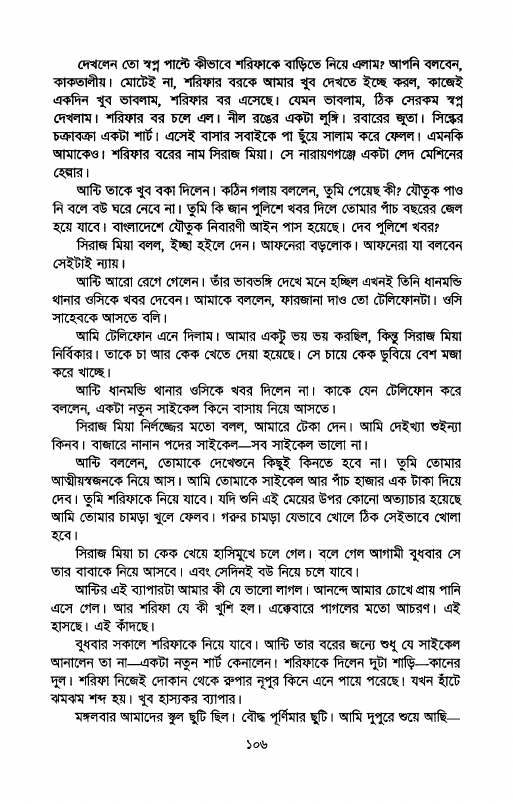 দেখলেন তো স্বপ্ন পাল্টে কীভাবে শরিফাকে বাড়িতে নিয়ে এলাম? আপনি বলবেন,
কাকতালীয়। মোটেই না, শরিফার বরকে আমার খুব দেখতে ইচ্ছে করল, কাজেই
একদিন খুব ভাবলাম, শরিফার বর এসেছে। যেমন ভাবলাম, ঠিক সেরকম স্বপ্ন
দেখলাম। শরিফার বর চলে এল। নীল রঙের একটা লুঙ্গি। রবারের জুতা। সিল্কের
চক্রাবক্রা একটা শার্ট। এসেই বাসার সবাইকে পা ছুঁয়ে সালাম করে ফেলল। এমনকি
আমাকেও। শরিফার বরের নাম সিরাজ মিয়া। সে নারায়ণগঞ্জে একটা লেদ মেশিনের
হেল্পার।
আন্টি তাকে খুব বকা দিলেন। কঠিন গলায় বললেন, তুমি পেয়েছ কী? যৌতুক পাও
নি বলে বউ ঘরে নেবে না। তুমি কি জান পুলিশে খবর দিলে তোমার পাঁচ বছরের জেল
হয়ে যাবে। বাংলাদেশে যৌতুক নিবারণী আইন পাস হয়েছে। দেব পুলিশে খবর?
সিরাজ মিয়া বলল, ইচ্ছা হইলে দেন। আফনেরা বড়লোক। আফনেরা যা বলবেন
সেইটাই ন্যায়।
আন্টি আরো রেগে গেলেন। তাঁর ভাবভঙ্গি দেখে মনে হচ্ছিল এখনই তিনি ধানমন্ডি
থানার ওসিকে খবর দেবেন। আমাকে বললেন, ফারজানা দাও তো টেলিফোনটা। ওসি
সাহেবকে আসতে বলি।
আমি টেলিফোন এনে দিলাম। আমার একটু ভয় ভয় করছিল, কিন্তু সিরাজ মিয়া
নির্বিকার। তাকে চা আর কেক খেতে দেয়া হয়েছে। সে চায়ে কেক ডুবিয়ে বেশ মজা
করে খাচ্ছে।
আন্টি ধানমন্ডি থানার ওসিকে খবর দিলেন না। কাকে যেন টেলিফোন করে
বললেন, একটা নতুন সাইকেল কিনে বাসায় নিয়ে আসতে।
সিরাজ মিয়া নির্লজ্জের মতো বলল, আমারে টেকা দেন। আমি দেইখ্যা শুইন্যা
কিনব। বাজারে নানান পদের সাইকেল—সব সাইকেল ভালো না।
আন্টি বললেন, তোমাকে দেখেশুনে কিছুই কিনতে হবে না। তুমি তোমার
আত্মীয়স্বজনকে নিয়ে আস। আমি তোমাকে সাইকেল আর পাঁচ হাজার এক টাকা দিয়ে
দেব। তুমি শরিফাকে নিয়ে যাবে। যদি শুনি এই মেয়ের উপর কোনো অত্যাচার হয়েছে
আমি তোমার চামড়া খুলে ফেলব। গরুর চামড়া যেভাবে খোলে ঠিক সেইভাবে খোলা
হবে।
সিরাজ মিয়া চা কেক খেয়ে হাসিমুখে চলে গেল। বলে গেল আগামী বুধবার সে
তার বাবাকে নিয়ে আসবে। এবং সেদিনই বউ নিয়ে চলে যাবে।
আন্টির এই ব্যাপারটা আমার কী যে ভালো লাগল। আনন্দে আমার চোখে প্রায় পানি
এসে গেল। আর শরিফা যে কী খুশি হল। এক্কেবারে পাগলের মতো আচরণ। এই
হাসছে। এই কাঁদছে।
বুধবার সকালে শরিফাকে নিয়ে যাবে। আন্টি তার বরের জন্যে শুধু যে সাইকেল
আনালেন তা না—একটা নতুন শার্ট কেনালেন। শরিফাকে দিলেন দুটা শাড়ি—কানের
দুল। শরিফা নিজেই দোকান থেকে রুপার নূপুর কিনে এনে পায়ে পরেছে। যখন হাঁটে
ঝমঝম শব্দ হয়। খুব হাস্যকর ব্যাপার।
মঙ্গলবার আমাদের স্কুল ছুটি ছিল। বৌদ্ধ পূর্ণিমার ছুটি। আমি দুপুরে শুয়ে আছি—
১০৬